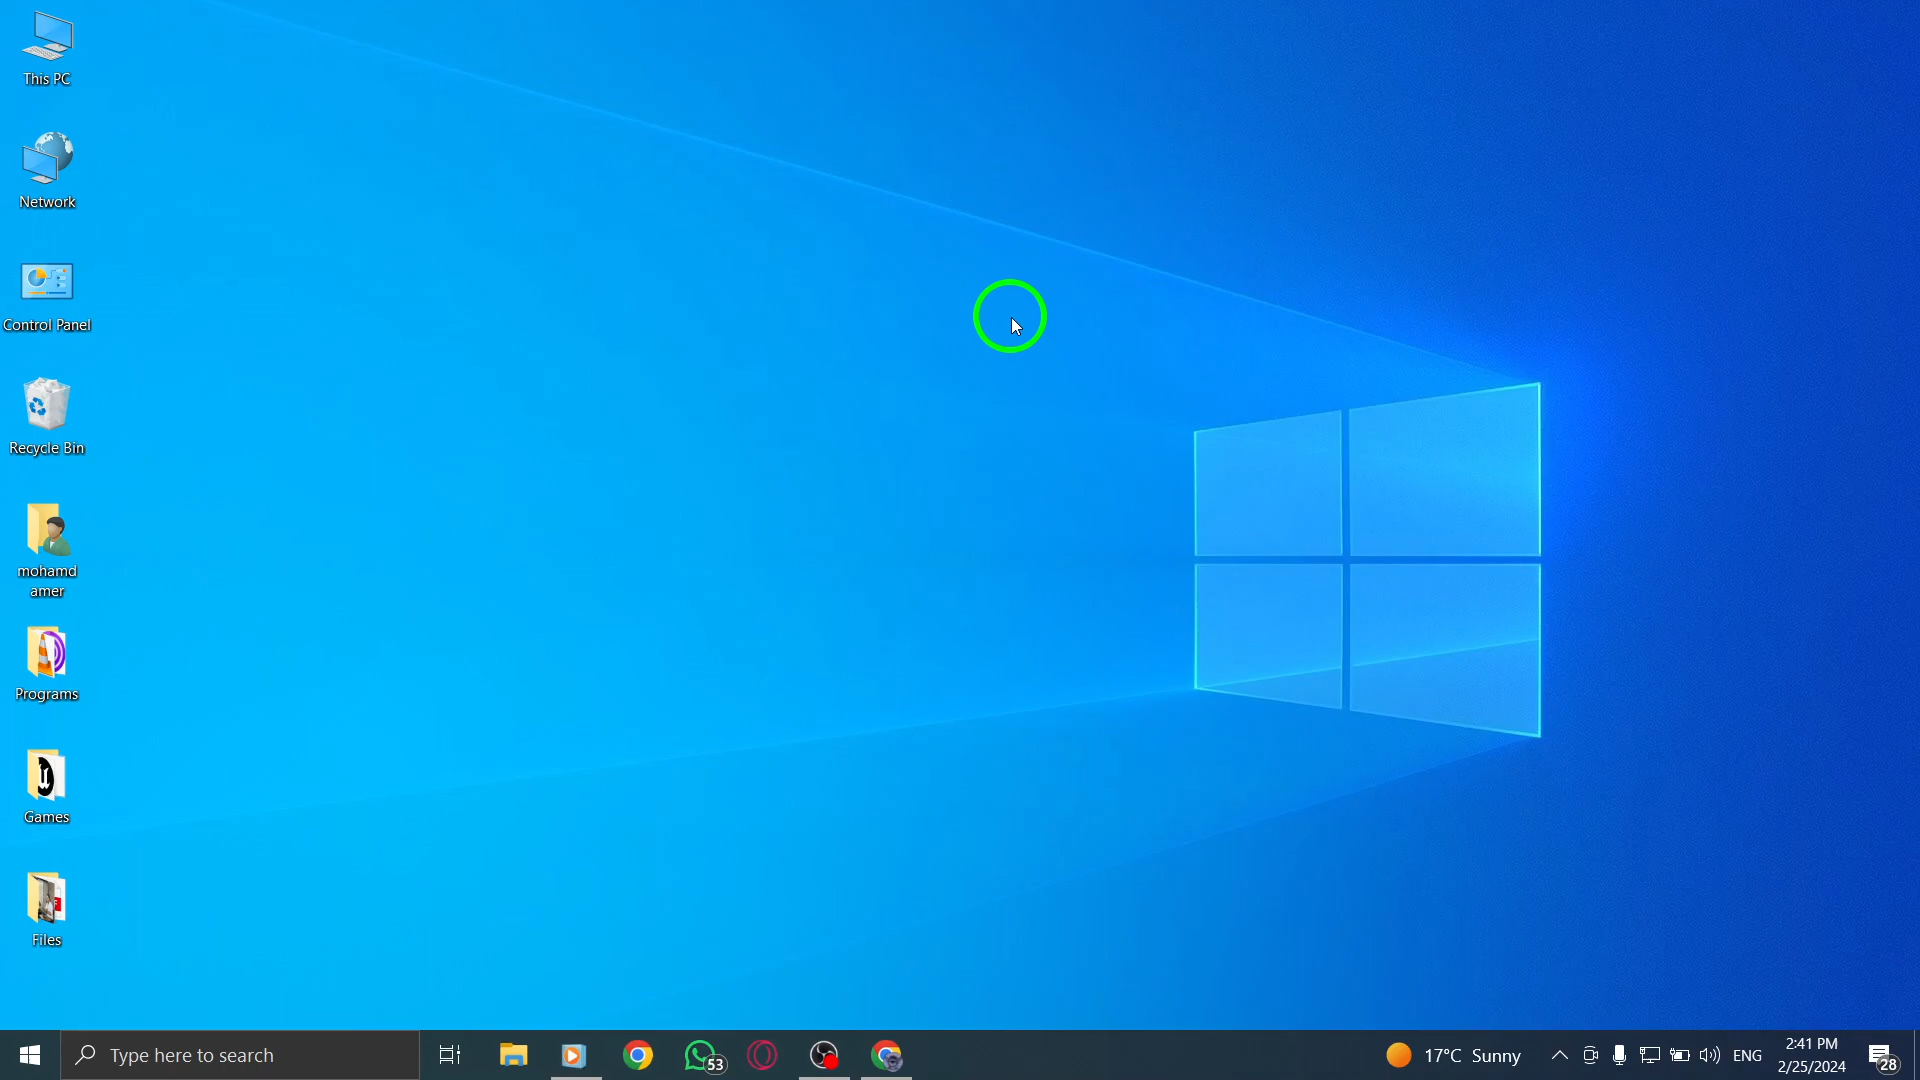 This PC
Network
Control Panel
Recycle Bin
mohamd
amer
Programs
Games
Files
Type here to search
53
17°C Sunny
ENG
2:41 PM
2/25/2024
28